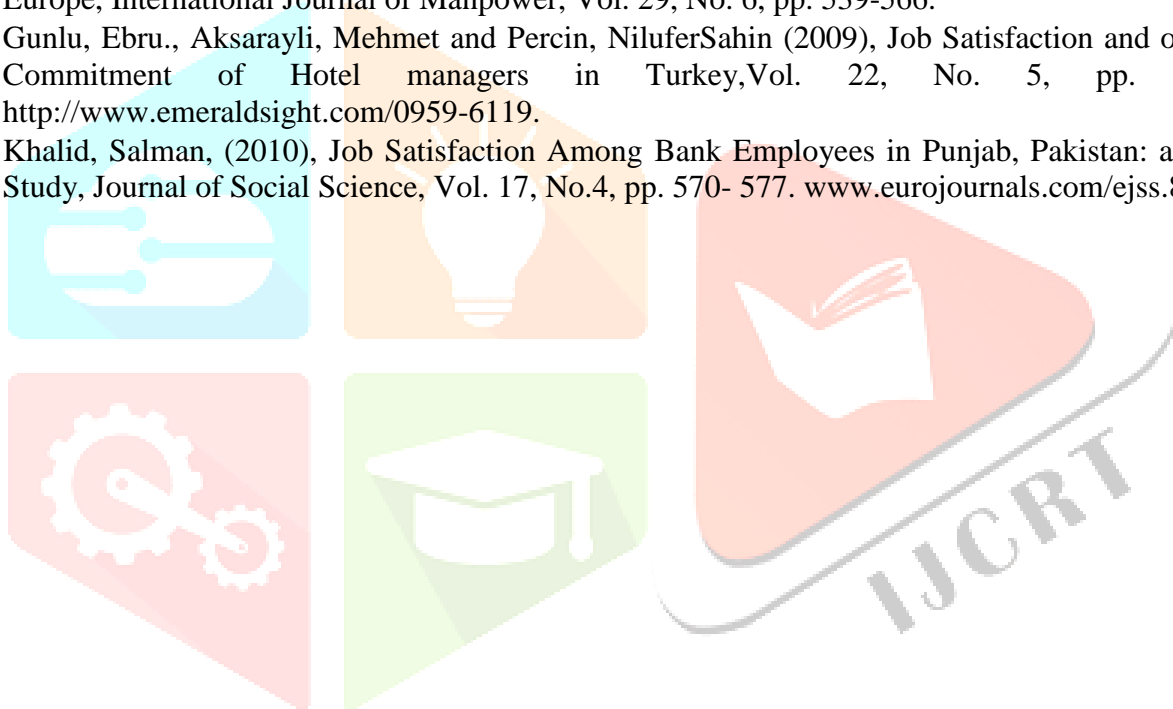 Europe, International Journal of Manpower, Vol. 29, No. 6, pp. 539-566.
Gunlu, Ebru., Aksarayli, Mehmet and Percin, NiluferSahin (2009), Job Satisfaction and
Commitment of Hotel managers in Turkey,Vol. 22, No. 5, pp.
http://www.emeraldsight.com/0959-6119.
Khalid, Salman, (2010), Job Satisfaction Among Bank Employees in Punjab, Pakistan: a
Study, Journal of Social Science, Vol. 17, No.4, pp. 570- 577. www.eurojournals.com/ejss.8
IJCRT